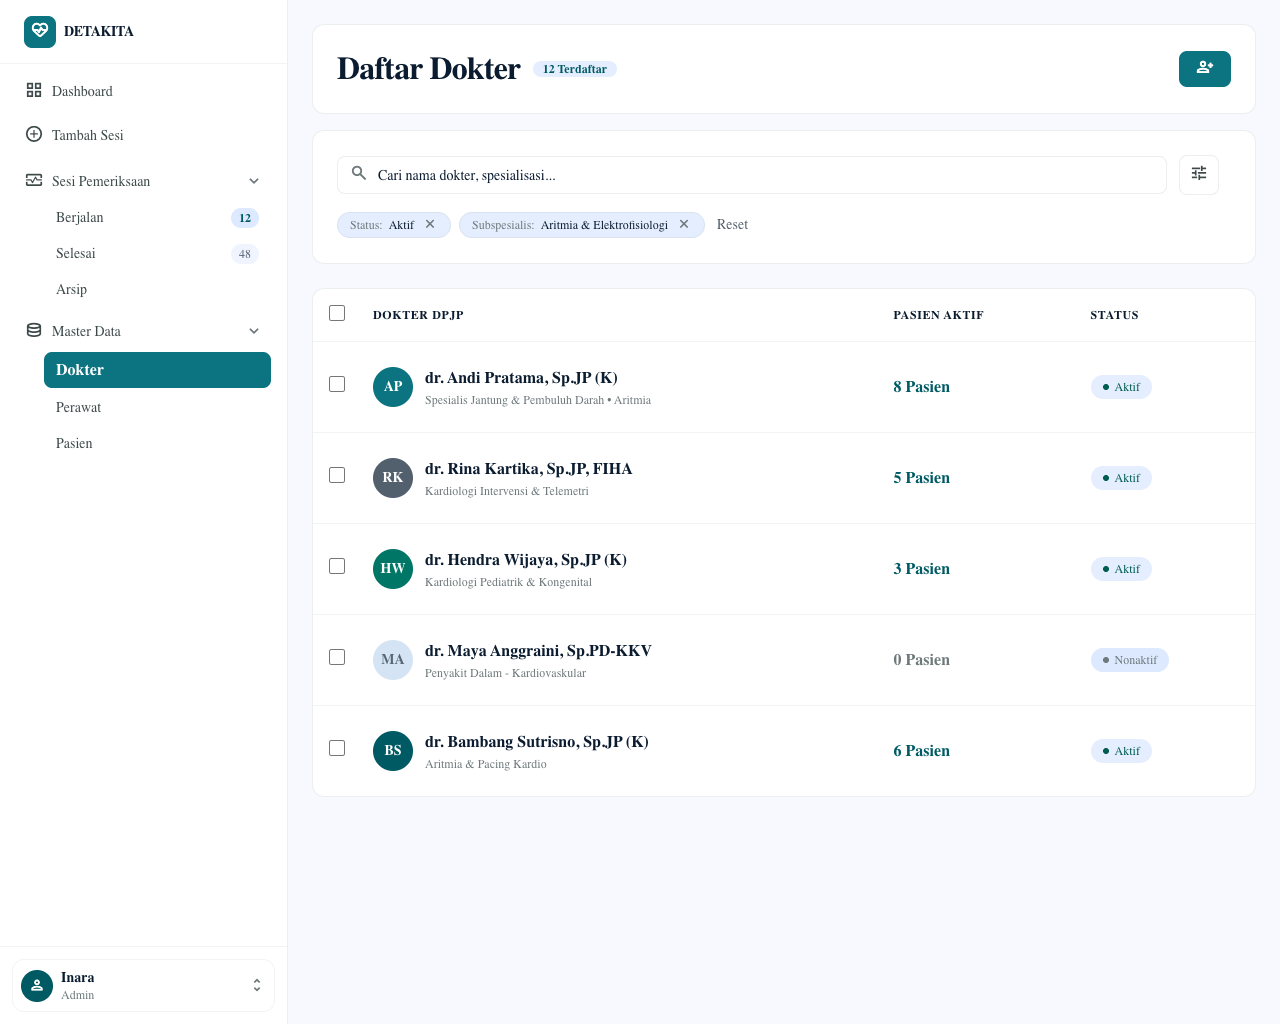 DETAKITA
Dashboard
Tambah Sesi
Sesi Pemeriksaan
Berjalan 12
Selesai 48
Arsip
Master Data
Dokter
Perawat
Pasien
Inara
Admin
Daftar Dokter 12 Terdaftar
Cari nama dokter, spesialisasi...
Status: Aktif ✕ Subspesialis: Aritmia & Elektrofisiologi ✕ Reset
DOKTER DPJP PASIEN AKTIF STATUS
AP dr. Andi Pratama, Sp.JP (K) 8 Pasien • Aktif
Spesialis Jantung & Pembuluh Darah • Aritmia
RK dr. Rina Kartika, Sp.JP, FIHA 5 Pasien • Aktif
Kardiologi Intervensi & Telemetri
HW dr. Hendra Wijaya, Sp.JP (K) 3 Pasien • Aktif
Kardiologi Pediatrik & Kongenital
MA dr. Maya Anggraini, Sp.PD-KKV 0 Pasien • Nonaktif
Penyakit Dalam - Kardiovaskular
BS dr. Bambang Sutrisno, Sp.JP (K) 6 Pasien • Aktif
Aritmia & Pacing Kardio